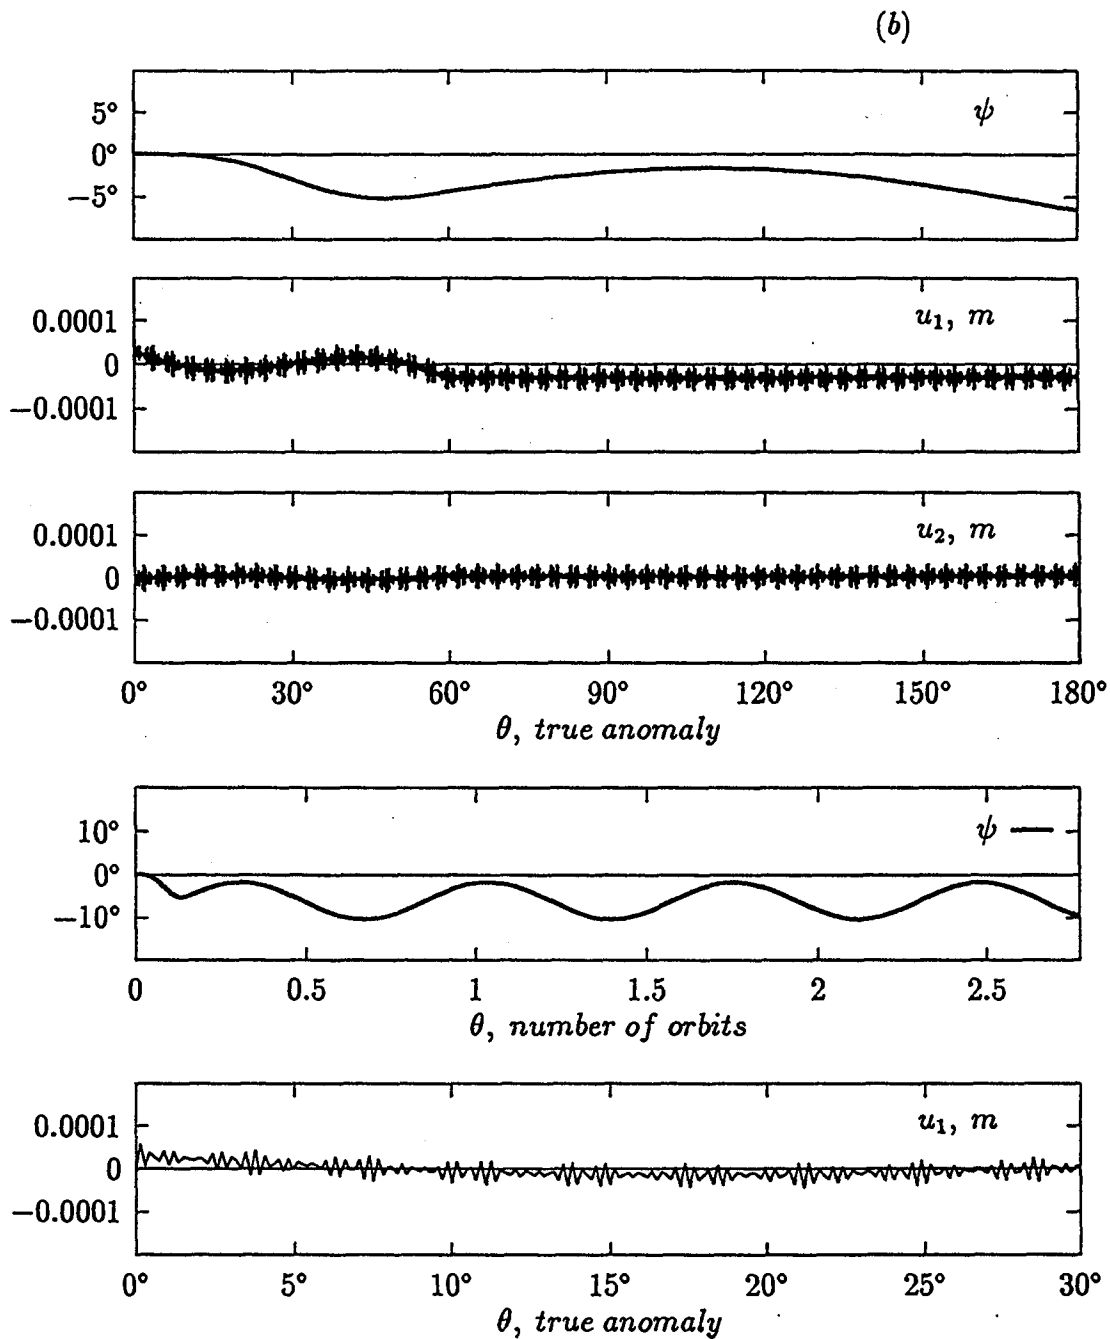 (b)
5°
ψ
0°
−5°
0.0001
u₁, m
0
−0.0001
0.0001
u₂, m
0
−0.0001
0° 30° 60° 90° 120° 150° 180°
θ, true anomaly
10°
ψ
0°
−10°
0 0.5 1 1.5 2 2.5
θ, number of orbits
0.0001
u₁, m
0
−0.0001
0° 5° 10° 15° 20° 25° 30°
θ, true anomaly